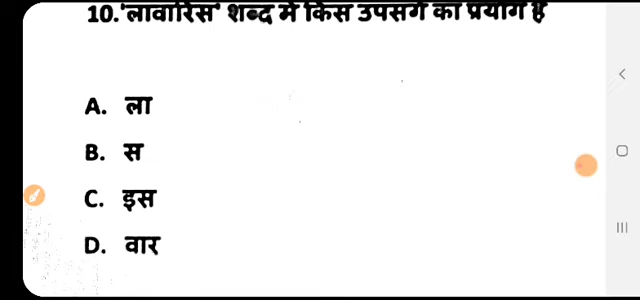 10.'लावारिस' शब्द में किस उपसर्ग का प्रयोग है
A. ला
B. स
C. इस
D. वार